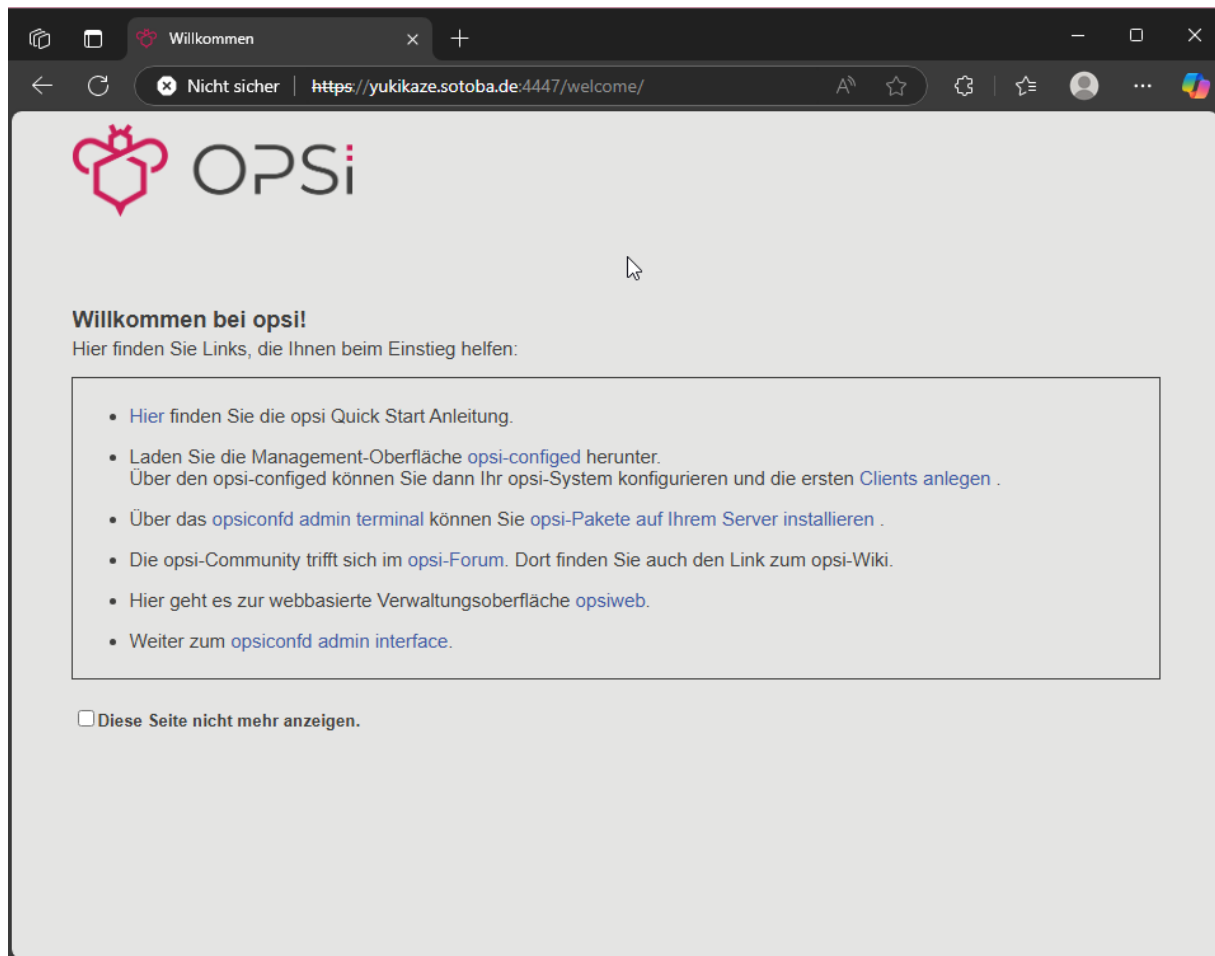 Willkommen
Nicht sicher
https://yukikaze.sotoba.de:4447/welcome/
OPSi
Willkommen bei opsi!
Hier finden Sie Links, die Ihnen beim Einstieg helfen:
Hier finden Sie die opsi Quick Start Anleitung.
Laden Sie die Management-Oberfläche opsi-configed herunter.
Über den opsi-configed können Sie dann Ihr opsi-System konfigurieren und die ersten Clients anlegen .
Über das opsiconfd admin terminal können Sie opsi-Pakete auf Ihrem Server installieren .
Die opsi-Community trifft sich im opsi-Forum. Dort finden Sie auch den Link zum opsi-Wiki.
Hier geht es zur webbasierte Verwaltungsoberfläche opsiweb.
Weiter zum opsiconfd admin interface.
Diese Seite nicht mehr anzeigen.